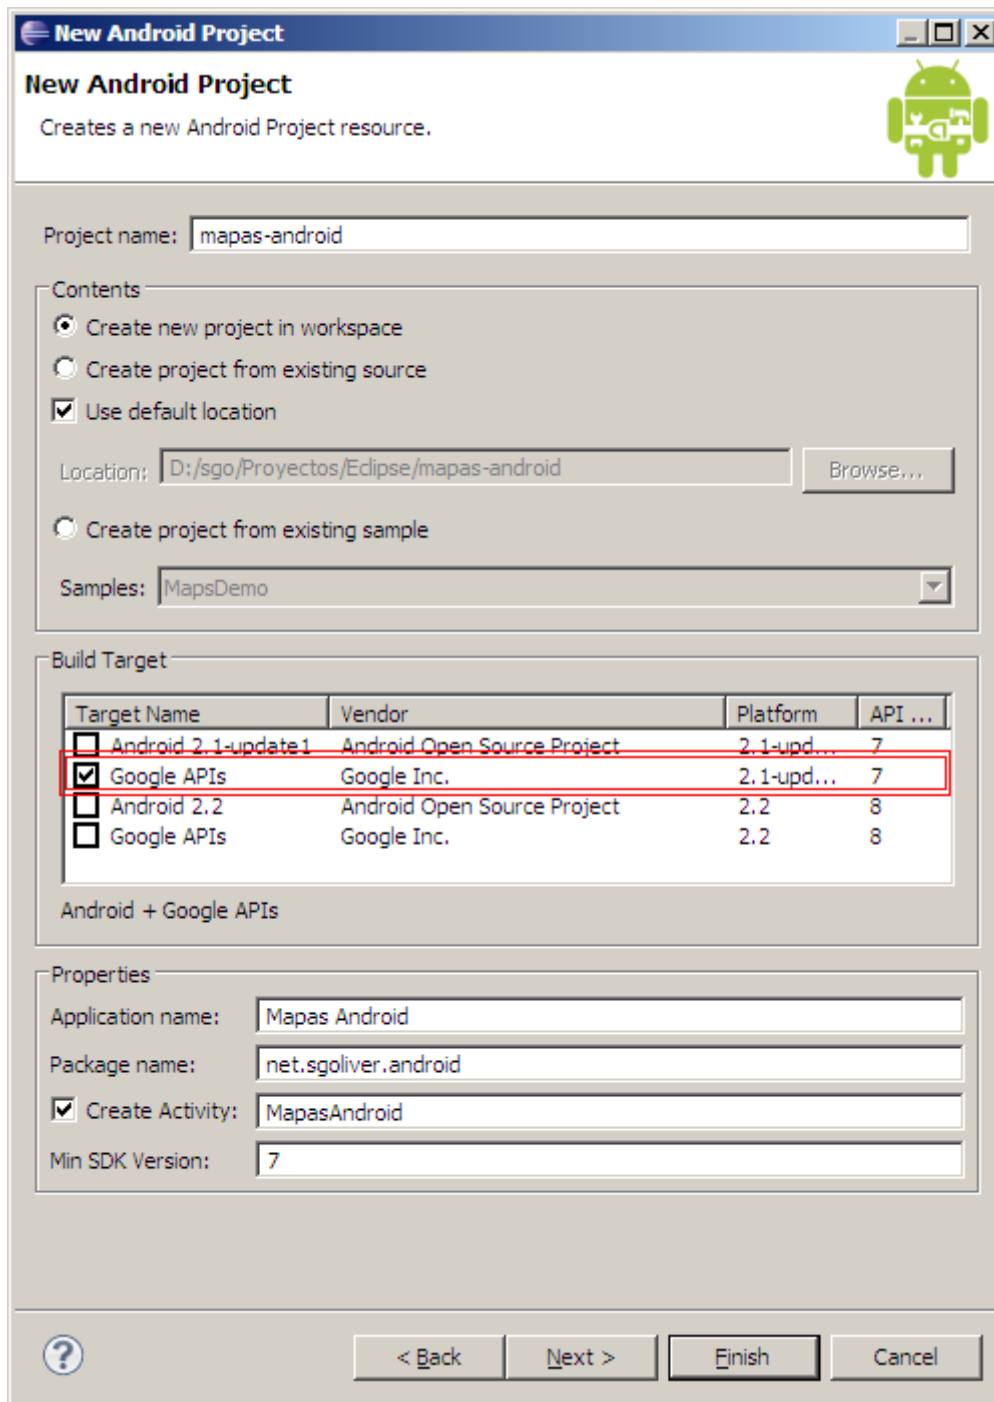 New Android Project
New Android Project
Creates a new Android Project resource.
Project name: mapas-android
Contents
Create new project in workspace
Create project from existing source
Use default location
Location: D:/sgo/Proyectos/Eclipse/mapas-android Browse...
Create project from existing sample
Samples: MapsDemo
Build Target
Target Name Vendor Platform API ...
Android 2.1-update1 Android Open Source Project 2.1-upd... 7
Google APIs Google Inc. 2.1-upd... 7
Android 2.2 Android Open Source Project 2.2 8
Google APIs Google Inc. 2.2 8
Android + Google APIs
Properties
Application name: Mapas Android
Package name: net.sgoliver.android
Create Activity: MapasAndroid
Min SDK Version: 7
? < Back Next > Finish Cancel